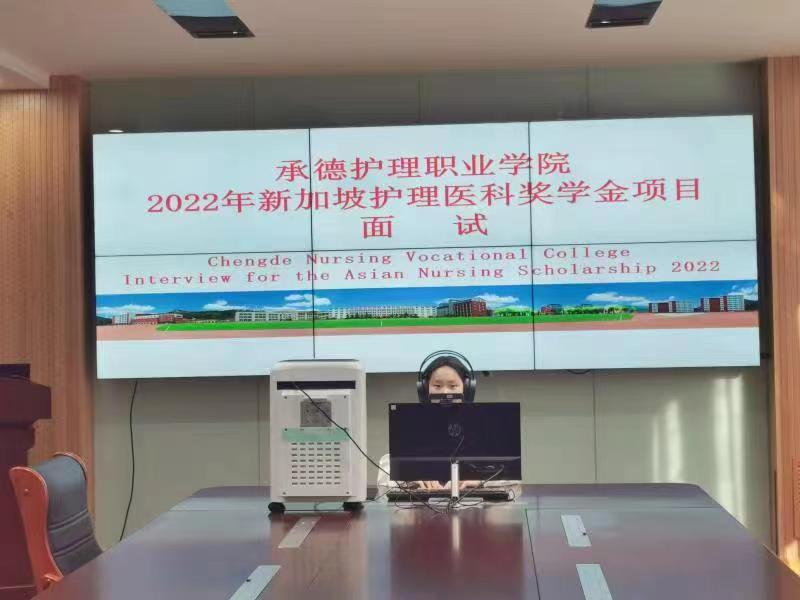 承德护理职业学院
2022年新加坡护理医科奖学金项目
面 试
Chengde Nursing Vocational College
Interview for the Asian Nursing Scholarship 2022
hp